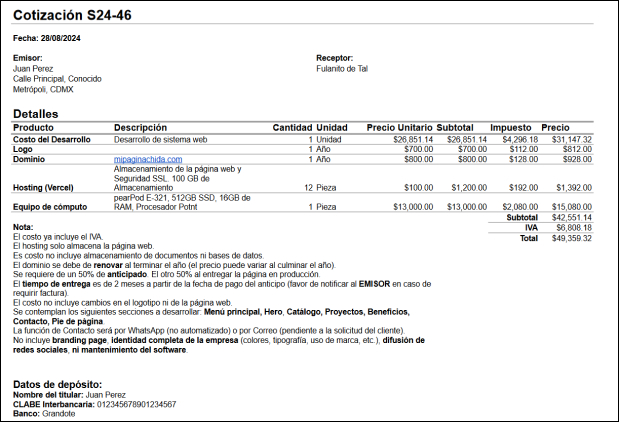 Cotización S24-46
Fecha: 28/08/2024
Emisor: Receptor:
Juan Perez Fulanito de Tal
Calle Principal, Conocido
Metrópoli, CDMX
Detalles
Producto Descripción Cantidad Unidad Precio Unitario Subtotal Impuesto Precio
Costo del Desarrollo Desarrollo de sistema web 1 Unidad $26,851.14 $26,851.14 $4,296.18 $31,147.32
Logo 1 Año $700.00 $700.00 $112.00 $812.00
Dominio mipaginachida.com 1 Año $800.00 $800.00 $128.00 $928.00
Almacenamiento de la página web y
Seguridad SSL. 100 GB de
Hosting (Vercel) Almacenamiento 12 Pieza $100.00 $1,200.00 $192.00 $1,392.00
pearPod E-321, 512GB SSD, 16GB de
Equipo de cómputo RAM, Procesador Potnt 1 Pieza $13,000.00 $13,000.00 $2,080.00 $15,080.00
Subtotal $42,551.14
IVA $6,808.18
Total $49,359.32
Nota:
El costo ya incluye el IVA.
El hosting solo almacena la página web.
Es costo no incluye almacenamiento de documentos ni bases de datos.
El dominio se debe de renovar al terminar el año (el precio puede variar al culminar el año).
Se requiere de un 50% de anticipado. El otro 50% al entregar la página en producción.
El tiempo de entrega es de 2 meses a partir de la fecha de pago del anticipo (favor de notificar al EMISOR en caso de
requirir factura).
El costo no incluye cambios en el logotipo ni de la página web.
Se contemplan los siguientes secciones a desarrollar: Menú principal, Hero, Catálogo, Proyectos, Beneficios,
Contacto, Pie de página.
La función de Contacto será por WhatsApp (no automatizado) o por Correo (pendiente a la solicitud del cliente).
No incluye branding page, identidad completa de la empresa (colores, tipografía, uso de marca, etc.), difusión de
redes sociales, ni mantenimiento del software.
Datos de depósito:
Nombre del titular: Juan Perez
CLABE Interbancaria: 012345678901234567
Banco: Grandote